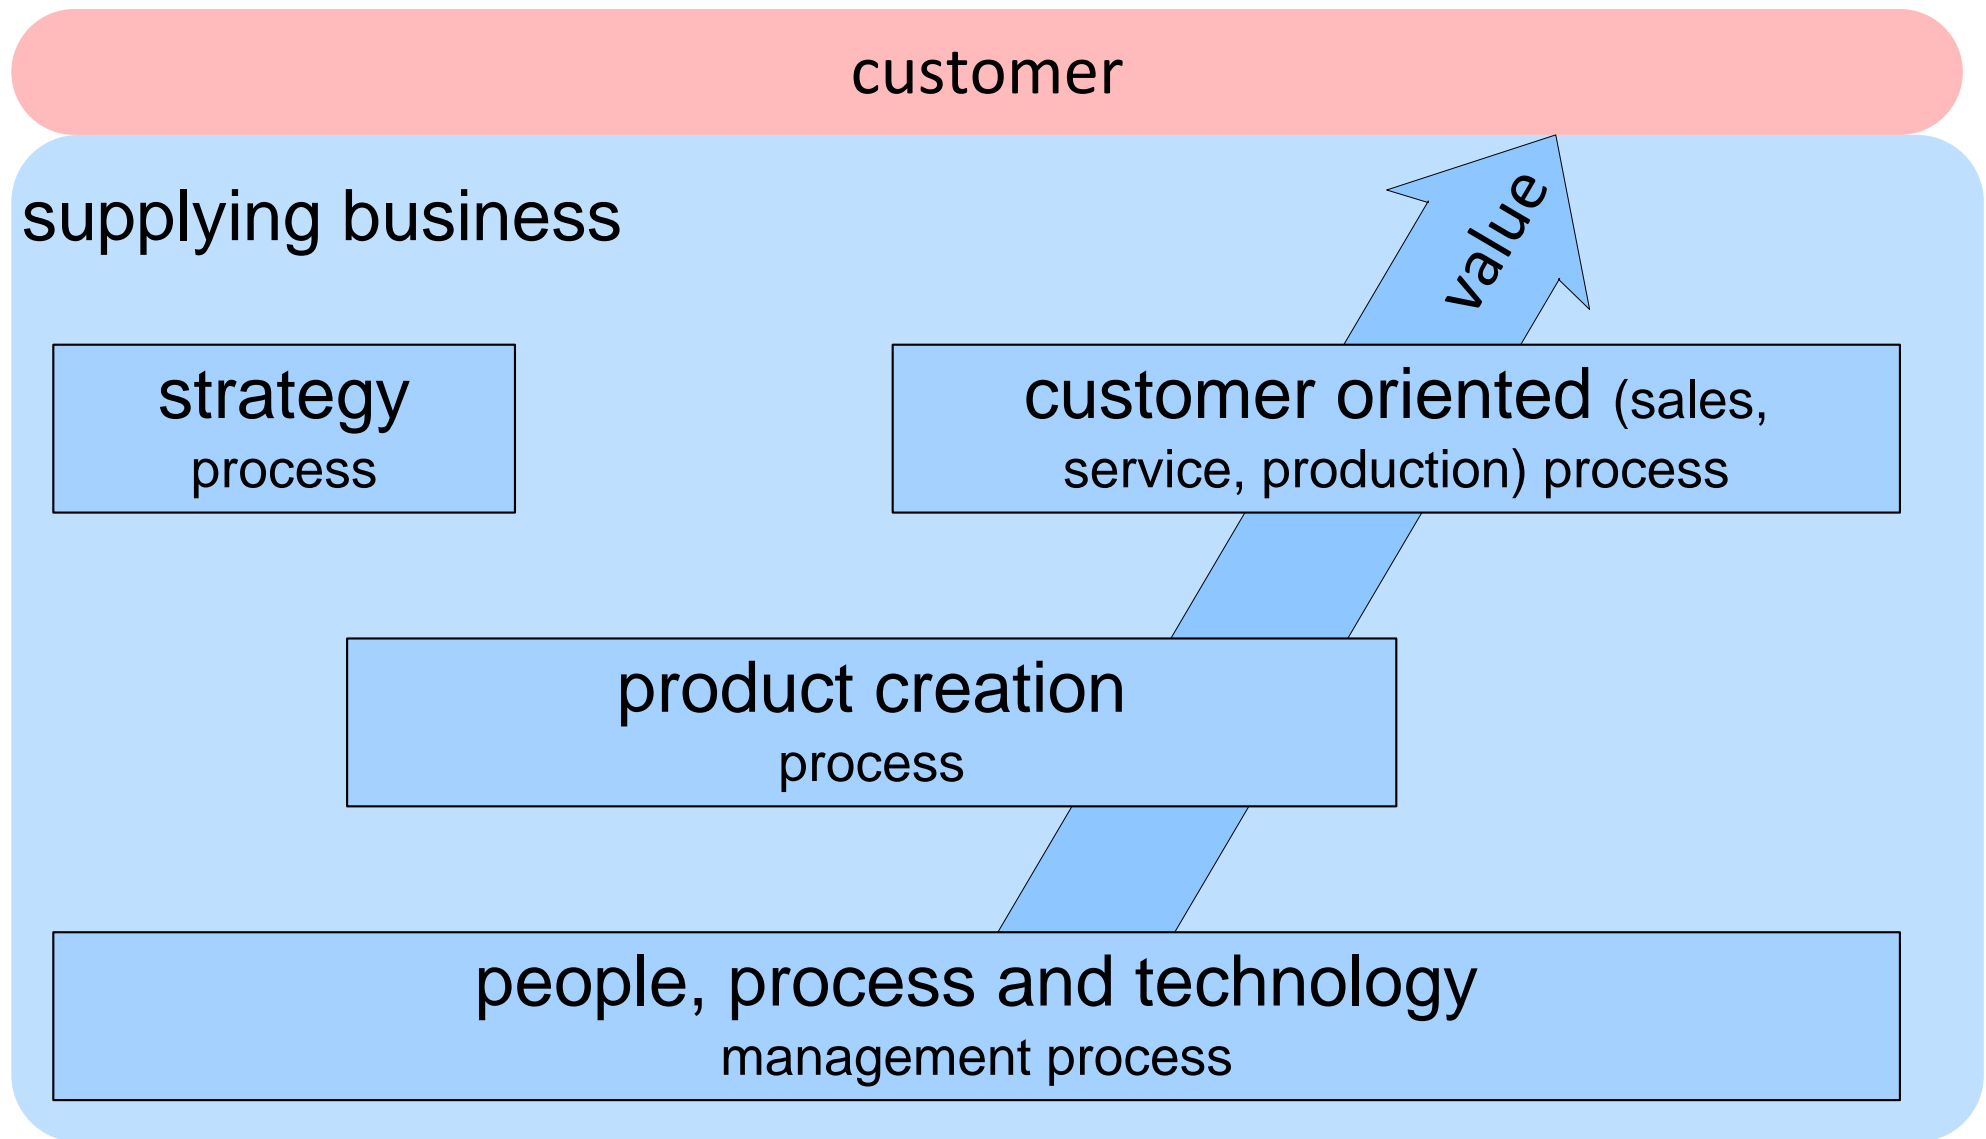 customer
supplying business
value
strategy
process
customer oriented (sales,
service, production) process
product creation
process
people, process and technology
management process